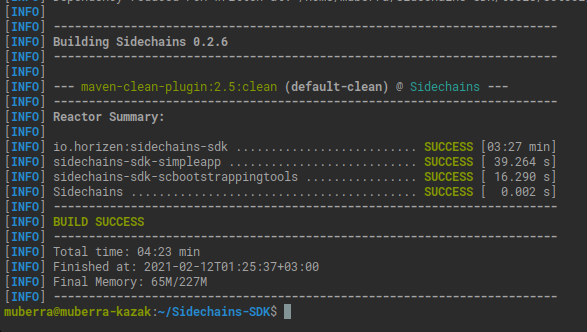 [INFO]
[INFO] ------------------------------------------------------------------------
[INFO] Building Sidechains 0.2.6
[INFO] ------------------------------------------------------------------------
[INFO]
[INFO] --- maven-clean-plugin:2.5:clean (default-clean) @ Sidechains ---
[INFO] ------------------------------------------------------------------------
[INFO] Reactor Summary:
[INFO]
[INFO] io.horizen:sidechains-sdk .......................... SUCCESS [03:27 min]
[INFO] sidechains-sdk-simpleapp ........................... SUCCESS [ 39.264 s]
[INFO] sidechains-sdk-scbootstrappingtools ................ SUCCESS [ 16.290 s]
[INFO] Sidechains ......................................... SUCCESS [  0.002 s]
[INFO] ------------------------------------------------------------------------
[INFO] BUILD SUCCESS
[INFO] ------------------------------------------------------------------------
[INFO] Total time: 04:23 min
[INFO] Finished at: 2021-02-12T01:25:37+03:00
[INFO] Final Memory: 65M/227M
[INFO] ------------------------------------------------------------------------
muberra@muberra-kazak:~/Sidechains-SDK$